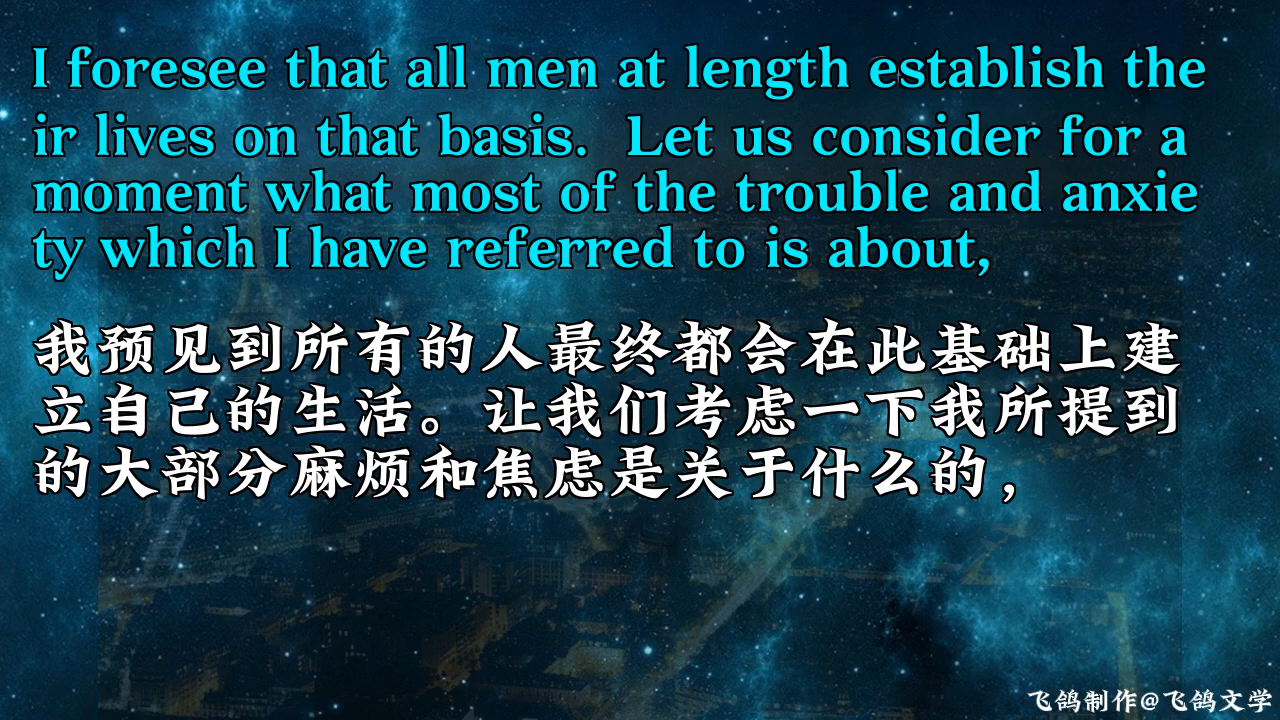 I foresee that all men at length establish the
ir lives on that basis.  Let us consider for a
moment what most of the trouble and anxie
ty which I have referred to is about,
我预见到所有的人最终都会在此基础上建
立自己的生活。让我们考虑一下我所提到
的大部分麻烦和焦虑是关于什么的，
飞鸽制作@飞鸽文学